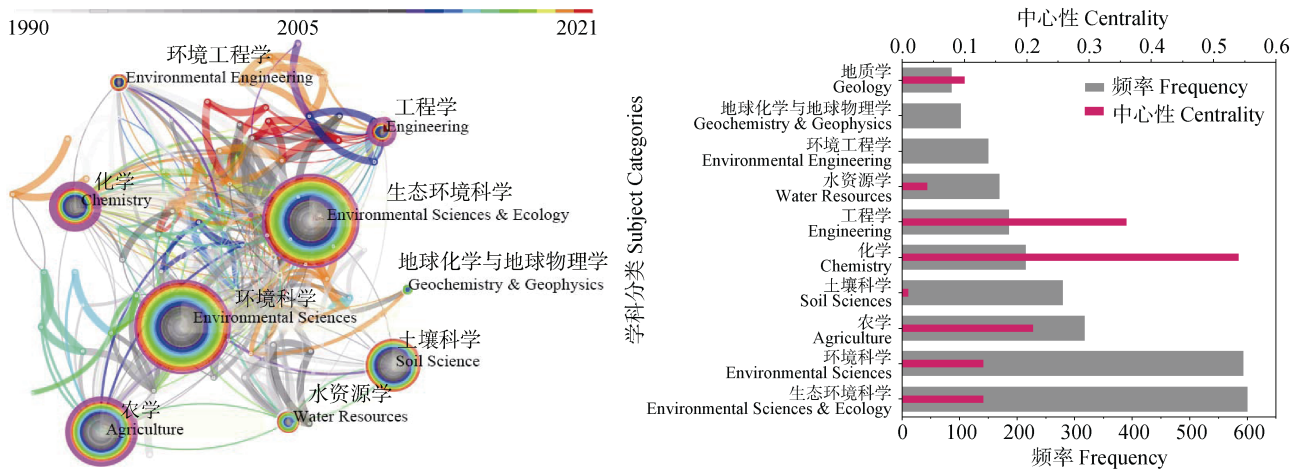 1990 2005 2021
环境工程学
Environmental Engineering
工程学
Engineering
化学
Chemistry
生态环境科学
Environmental Sciences & Ecology
地球化学与地球物理学
Geochemistry & Geophysics
环境科学
Environmental Sciences
土壤科学
Soil Science
水资源学
Water Resources
农学
Agriculture
中心性 Centrality
0.0 0.1 0.2 0.3 0.4 0.5 0.6
学科分类 Subject Categories
地质学
Geology
地球化学与地球物理学
Geochemistry & Geophysics
环境工程学
Environmental Engineering
水资源学
Water Resources
工程学
Engineering
化学
Chemistry
土壤科学
Soil Sciences
农学
Agriculture
环境科学
Environmental Sciences
生态环境科学
Environmental Sciences & Ecology
频率 Frequency
中心性 Centrality
0 100 200 300 400 500 600
频率 Frequency